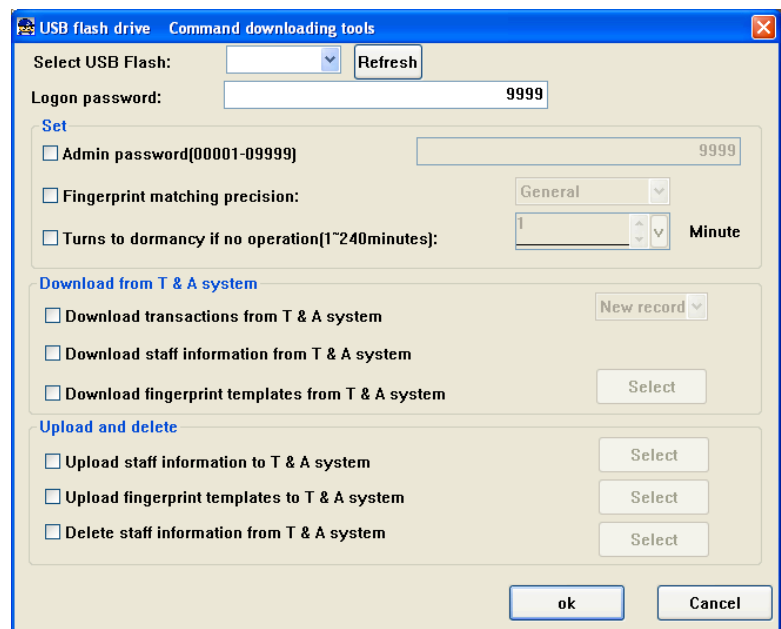 USB flash drive Command downloading tools
Select USB Flash: Refresh
Logon password: 9999
Set
Admin password(00001-09999) 9999
Fingerprint matching precision: General
Turns to dormancy if no operation(1~240minutes): 1 Minute
Download from T & A system
Download transactions from T & A system New record
Download staff information from T & A system
Download fingerprint templates from T & A system Select
Upload and delete
Upload staff information to T & A system Select
Upload fingerprint templates to T & A system Select
Delete staff information from T & A system Select
ok Cancel